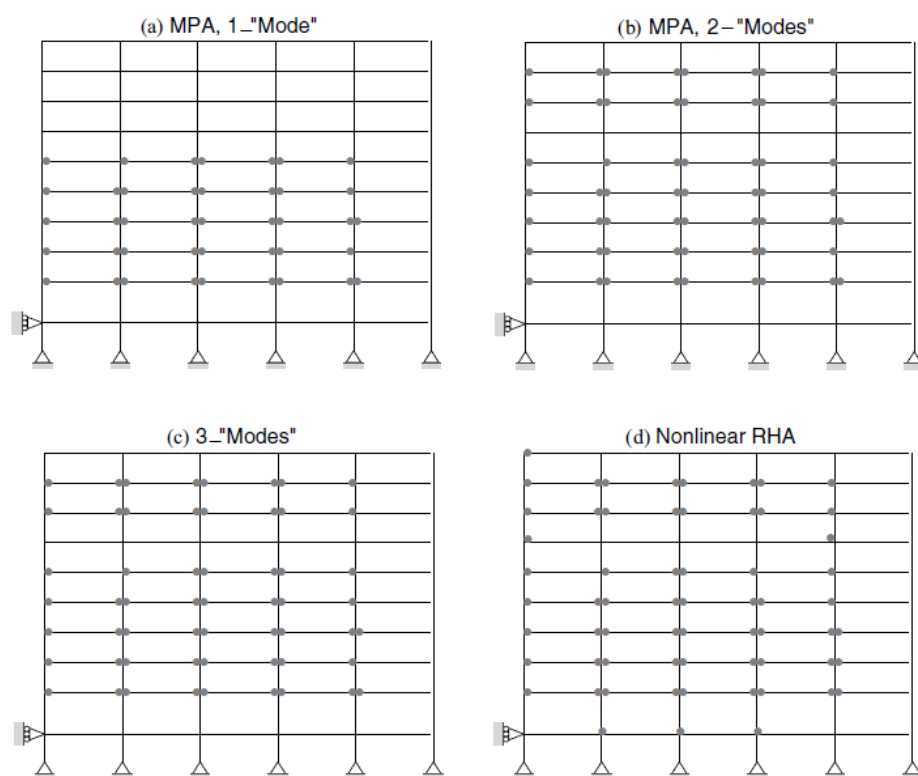 (a) MPA, 1_"Mode"
(b) MPA, 2–"Modes"
(c) 3_"Modes"
(d) Nonlinear RHA